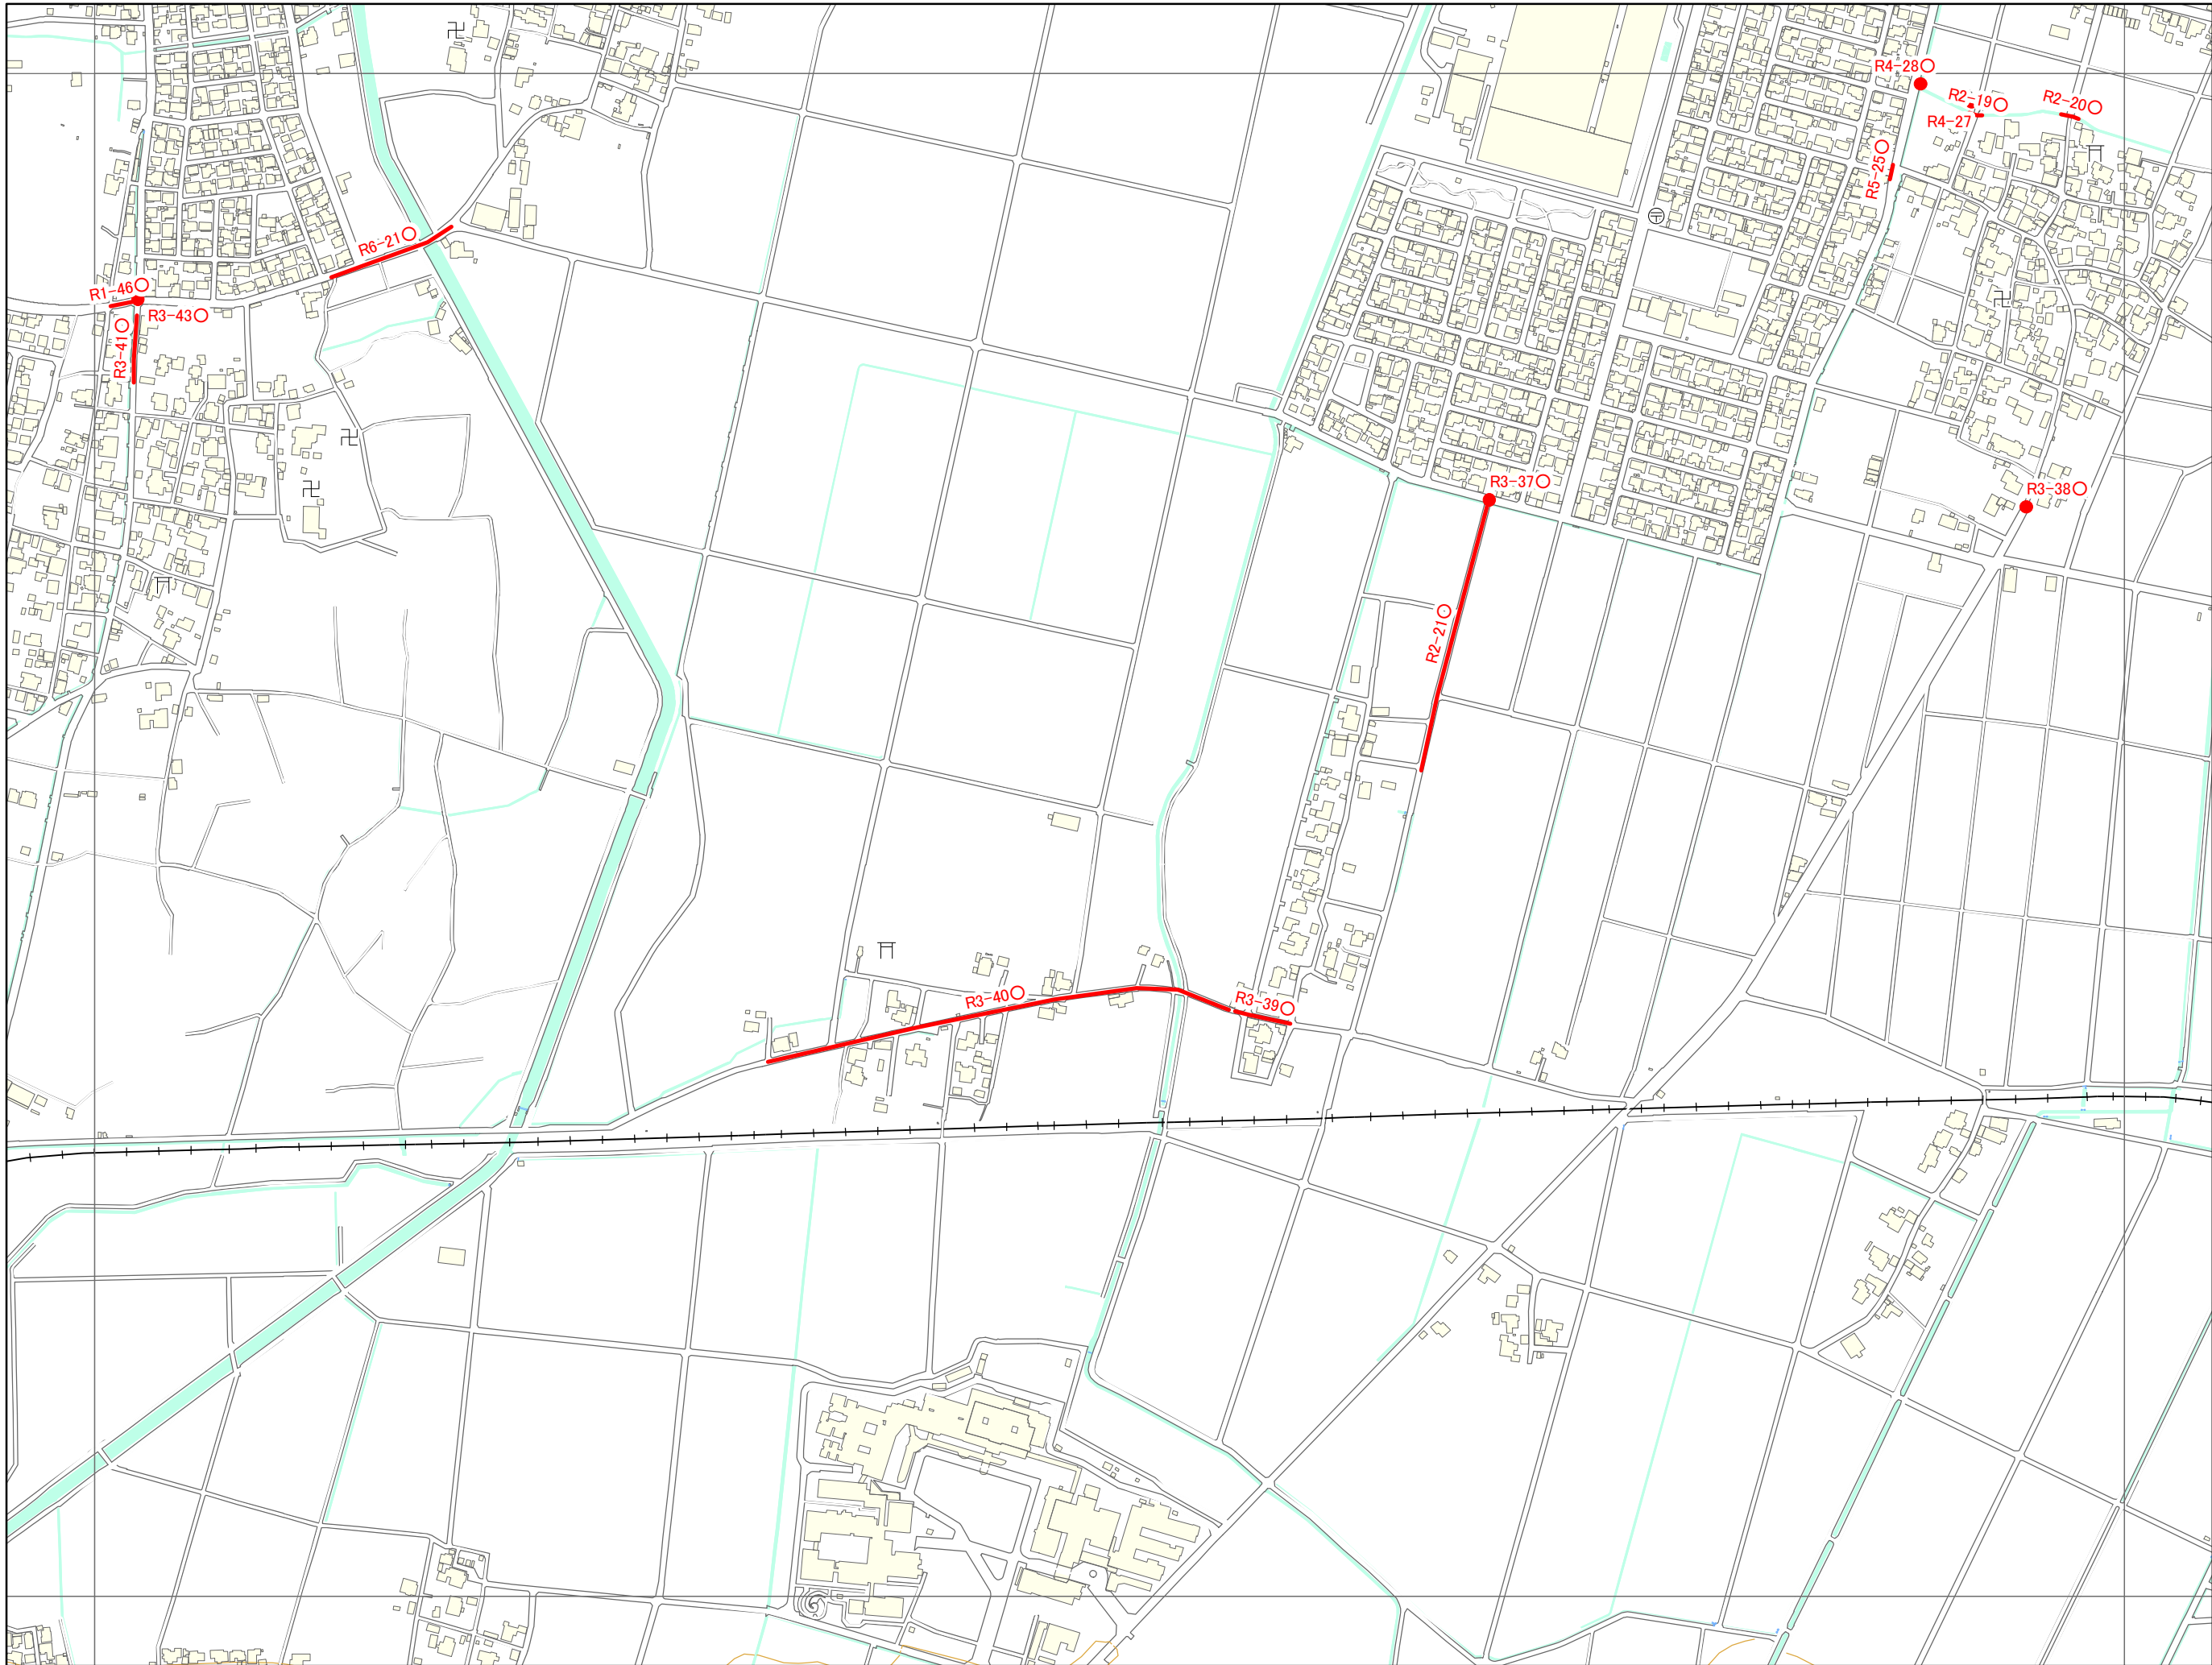 R4-28○
R2-19○
R2-20○
R4-27
R5-25○
R6-21○
R1-46○
R3-43○
R3-41○
R3-37○
R3-38○
R2-21○
R3-40○
R3-39○